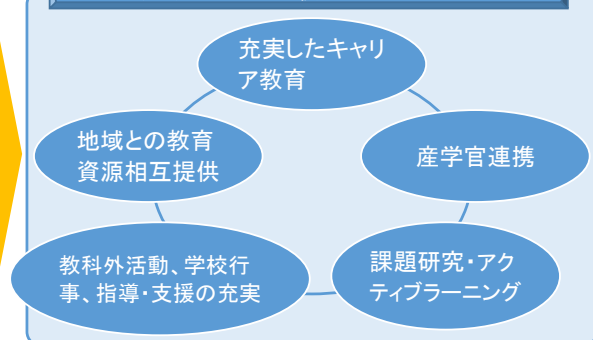 充実したキャリ
ア教育
地域との教育
資源相互提供
産学官連携
教科外活動、学校行
事、指導・支援の充実
課題研究・アク
ティブラーニング